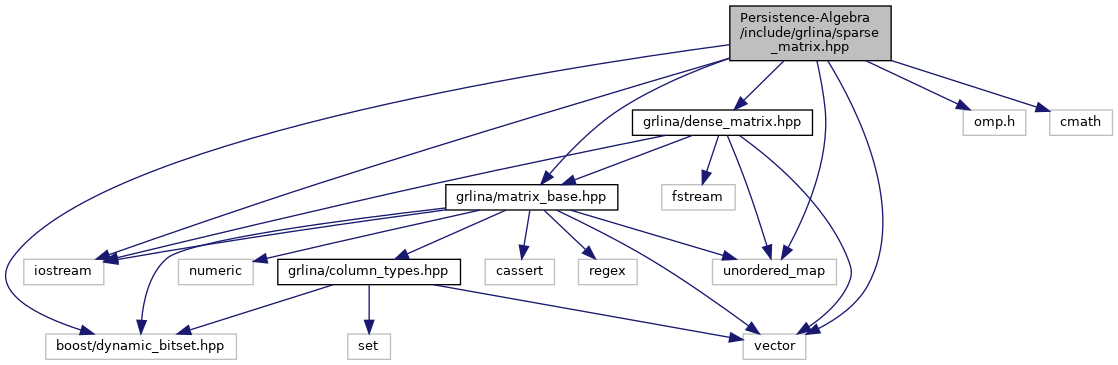 Persistence-Algebra
/include/grlina/sparse
_matrix.hpp
grlina/dense_matrix.hpp
omp.h
cmath
grlina/matrix_base.hpp
fstream
iostream
numeric
grlina/column_types.hpp
cassert
regex
unordered_map
boost/dynamic_bitset.hpp
set
vector